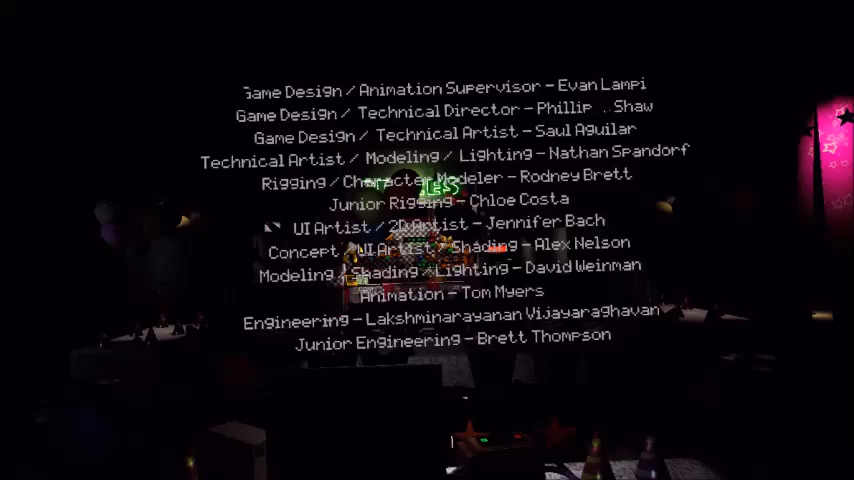 Game Design / Animation Supervisor - Evan Lampi
Game Design / Technical Director - Phillip Shaw
Game Design / Technical Artist - Saul Aguilar
Technical Artist / Modeling / Lighting - Nathan Spandorf
Rigging / Character Modeler - Rodney Brett
Junior Rigging - Chloe Costa
UI Artist / 2D Artist - Jennifer Bach
Concept / UI Artist / Shading - Alex Nelson
Modeling / Shading / Lighting - David Weinman
Animation - Tom Myers
Engineering - Lakshminarayanan Vijayaraghavan
Junior Engineering - Brett Thompson